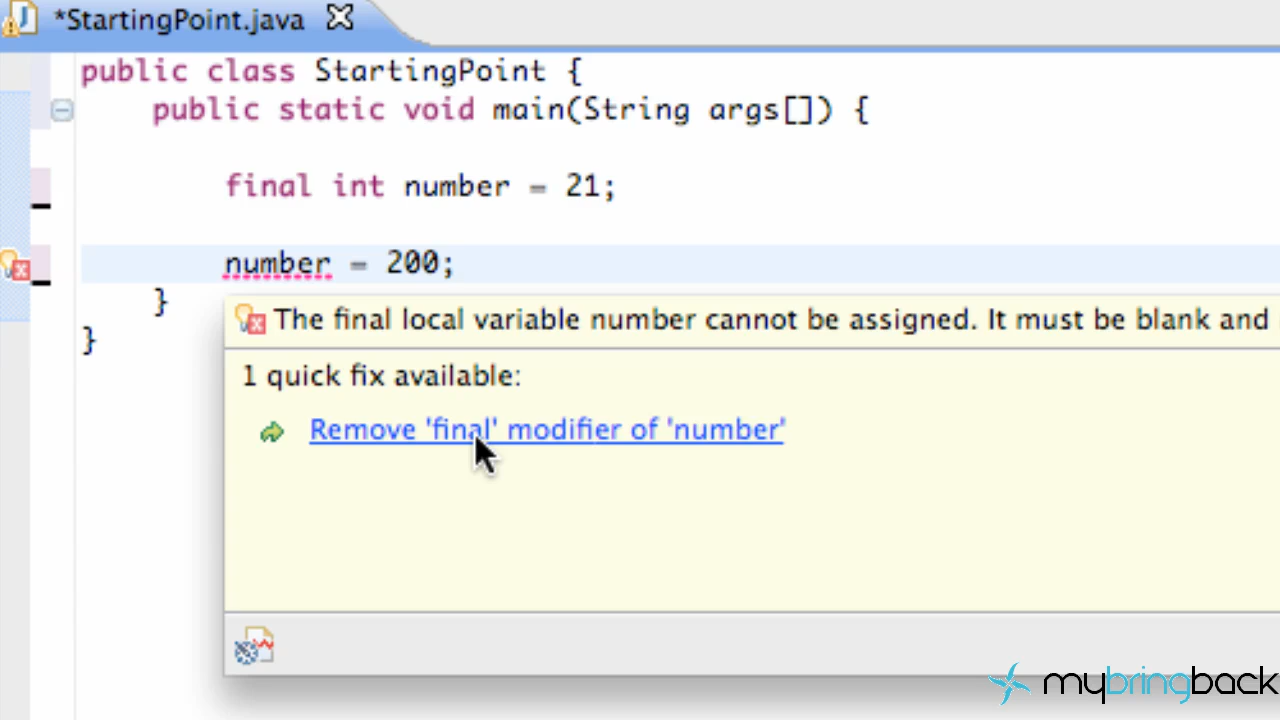 *StartingPoint.java
public class StartingPoint {
public static void main(String args[]) {
final int number = 21;
number = 200;
}
The final local variable number cannot be assigned. It must be blank and
}
1 quick fix available:
Remove 'final' modifier of 'number'
mybringback